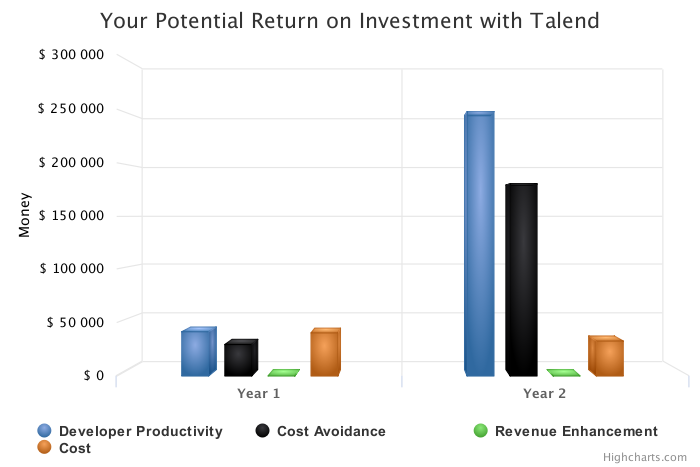 Your Potential Return on Investment with Talend
$ 300 000
$ 250 000
$ 200 000
$ 150 000
$ 100 000
$ 50 000
$ 0
Money
Year 1
Year 2
Developer Productivity
Cost Avoidance
Revenue Enhancement
Cost
Highcharts.com